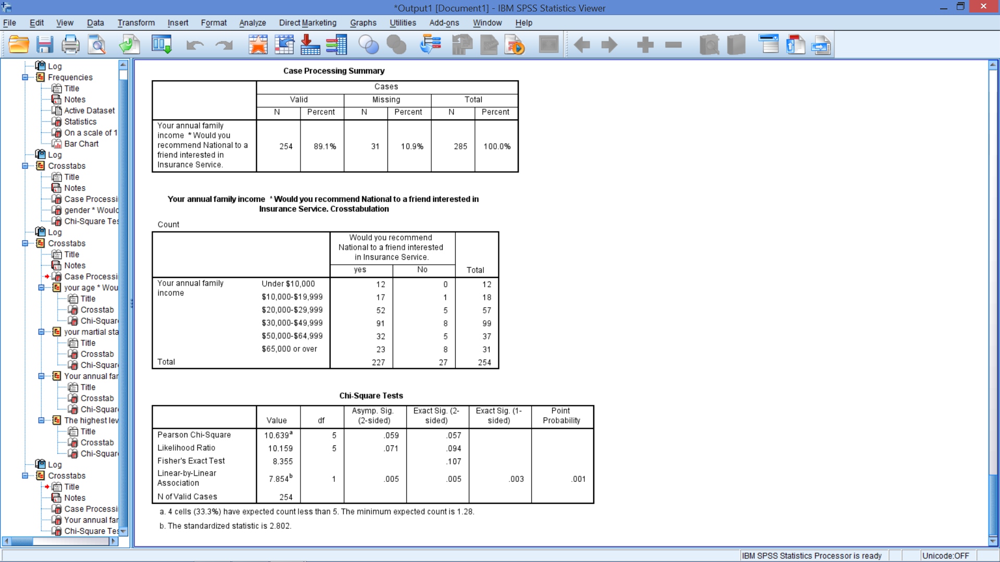 *Output1 [Document1] - IBM SPSS Statistics Viewer
File Edit View Data Transform Insert Format Analyze Direct Marketing Graphs Utilities Add-ons Window Help
Log
Frequencies
Title
Notes
Active Dataset
Statistics
On a scale of 1
Bar Chart
Log
Crosstabs
Title
Notes
Case Processi
gender * Would
Chi-Square Tes
Log
Crosstabs
Title
Notes
Case Processi
your age * Wou
Title
Crosstab
Chi-Square
your martial sta
Title
Crosstab
Chi-Square
Your annual far
Title
Crosstab
Chi-Square
The highest lev
Title
Crosstab
Chi-Square
Log
Crosstabs
Title
Notes
Case Processi
Your annual far
Chi-Square Tes
Case Processing Summary
Cases
Valid Missing Total
N Percent N Percent N Percent
Your annual family
income * Would you
recommend National to a
friend interested in
Insurance Service.
254 89.1% 31 10.9% 285 100.0%
Your annual family income * Would you recommend National to a friend interested in
Insurance Service. Crosstabulation
Count
Would you recommend
National to a friend interested
in Insurance Service.
yes No Total
Your annual family
income
Under $10,000 12 0 12
$10,000-$19,999 17 1 18
$20,000-$29,999 52 5 57
$30,000-$49,999 91 8 99
$50,000-$64,999 32 5 37
$65,000 or over 23 8 31
Total 227 27 254
Chi-Square Tests
Value df Asymp. Sig. (2-sided) Exact Sig. (2-sided) Exact Sig. (1-sided) Point Probability
Pearson Chi-Square 10.639a 5 .059 .057
Likelihood Ratio 10.159 5 .071 .094
Fisher's Exact Test 8.355 .107
Linear-by-Linear
Association
7.854b 1 .005 .005 .003 .001
N of Valid Cases 254
a. 4 cells (33.3%) have expected count less than 5. The minimum expected count is 1.28.
b. The standardized statistic is 2.802.
IBM SPSS Statistics Processor is ready Unicode:OFF